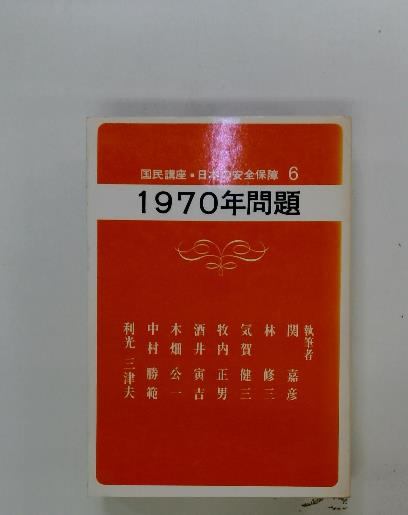 国民講座・日本の安全保障 6
1970年問題
執筆者
関 嘉彦
林 修三
気賀 健三
牧内 正男
酒井 寅吉
木畑 公一
中村 勝範
利光 三津夫